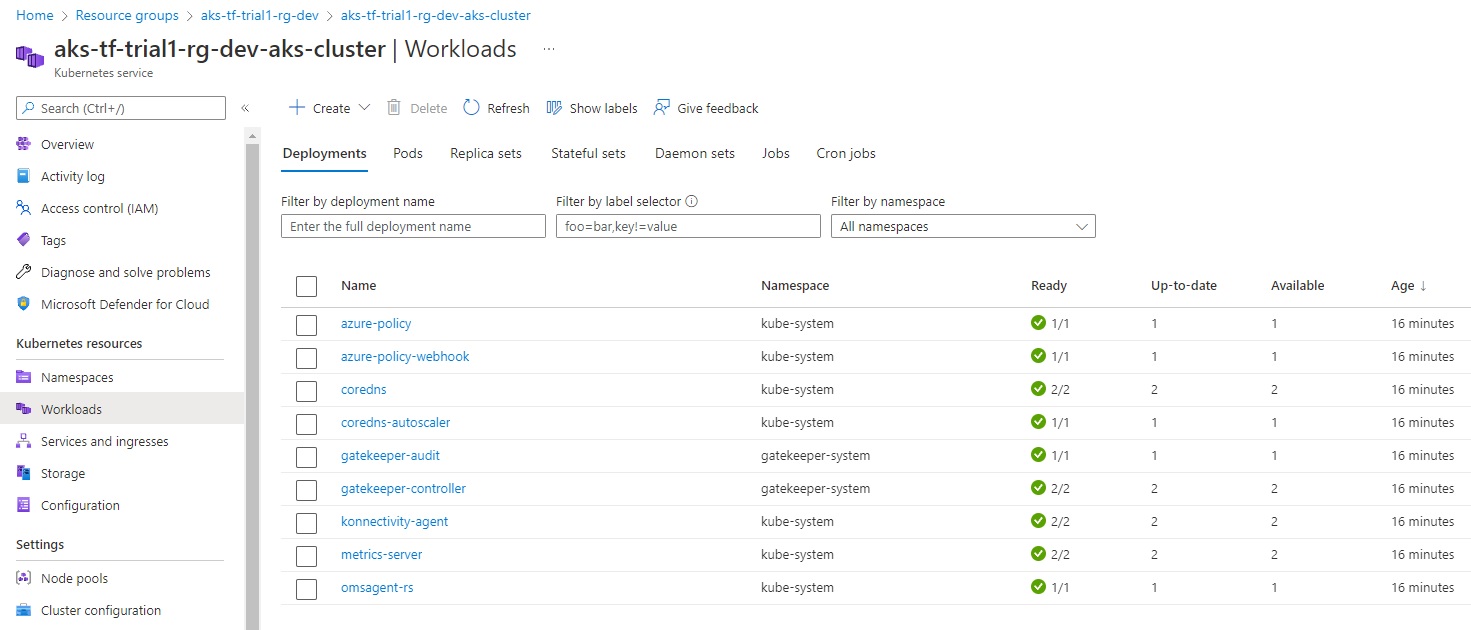 Home > Resource groups > aks-tf-trial1-rg-dev > aks-tf-trial1-rg-dev-aks-cluster
aks-tf-trial1-rg-dev-aks-cluster | Workloads ...
Kubernetes service
Search (Ctrl+/) «
Overview
Activity log
Access control (IAM)
Tags
Diagnose and solve problems
Microsoft Defender for Cloud
Kubernetes resources
Namespaces
Workloads
Services and ingresses
Storage
Configuration
Settings
Node pools
Cluster configuration
Create Delete Refresh Show labels Give feedback
Deployments Pods Replica sets Stateful sets Daemon sets Jobs Cron jobs
Filter by deployment name Filter by label selector Filter by namespace
Enter the full deployment name foo=bar,key!=value All namespaces
Name Namespace Ready Up-to-date Available Age ↓
azure-policy kube-system 1/1 1 1 16 minutes
azure-policy-webhook kube-system 1/1 1 1 16 minutes
coredns kube-system 2/2 2 2 16 minutes
coredns-autoscaler kube-system 1/1 1 1 16 minutes
gatekeeper-audit gatekeeper-system 1/1 1 1 16 minutes
gatekeeper-controller gatekeeper-system 2/2 2 2 16 minutes
konnectivity-agent kube-system 2/2 2 2 16 minutes
metrics-server kube-system 2/2 2 2 16 minutes
omsagent-rs kube-system 1/1 1 1 16 minutes